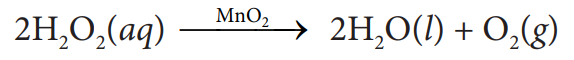 2H₂O₂(aq) —MnO₂→ 2H₂O(l) + O₂(g)